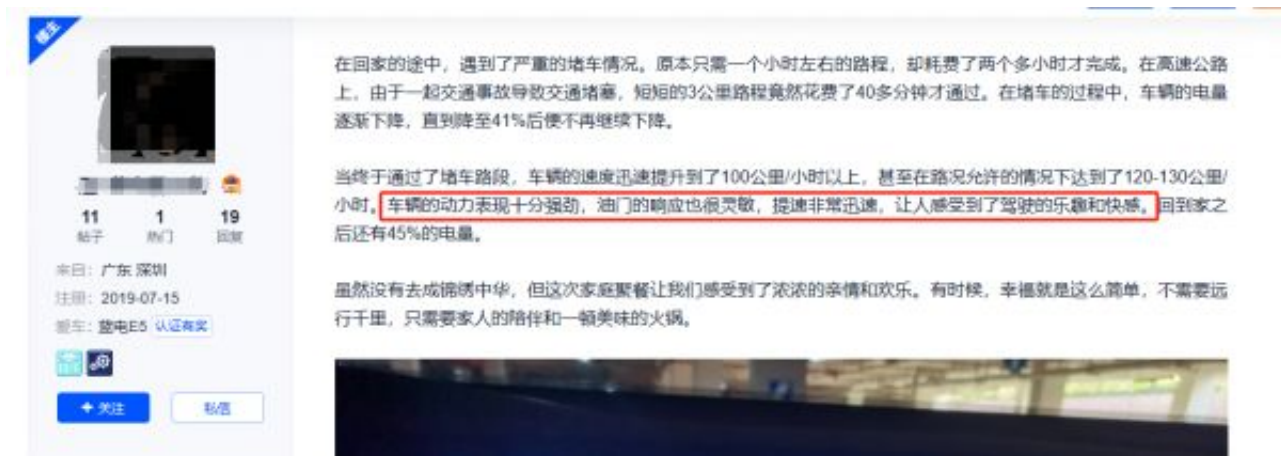 楼主
11 1 19
帖子 热门 回复
来自：广东 深圳
注册：2019-07-15
爱车：蓝电E5 认证有奖
+ 关注 私信
在回家的途中，遇到了严重的堵车情况。原本只需一个小时左右的路程，却耗费了两个多小时才完成。在高速公路
上，由于一起交通事故导致交通堵塞，短短的3公里路程竟然花费了40多分钟才通过。在堵车的过程中，车辆的电量
逐渐下降，直到降至41%后便不再继续下降。
当终于通过了堵车路段，车辆的速度迅速提升到了100公里/小时以上，甚至在路况允许的情况下达到了120-130公里/
小时。车辆的动力表现十分强劲，油门的响应也很灵敏，提速非常迅速，让人感受到了驾驶的乐趣和快感。回到家之
后还有45%的电量。
虽然没有去成锦绣中华，但这次家庭聚餐让我们感受到了浓浓的亲情和欢乐。有时候，幸福就是这么简单，不需要远
行千里，只需要家人的陪伴和一顿美味的火锅。